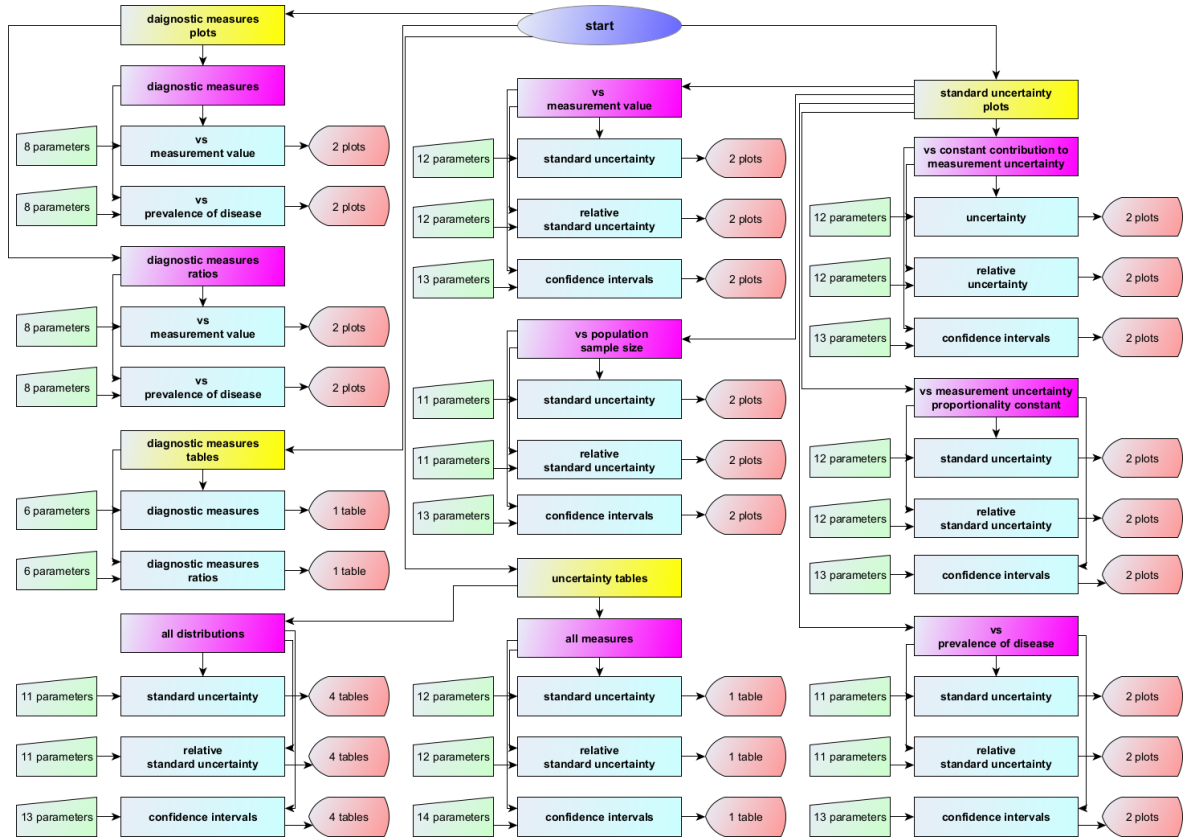 start
daignostic measures
plots
diagnostic measures
8 parameters
vs
measurement value
2 plots
8 parameters
vs
prevalence of disease
2 plots
diagnostic measures
ratios
8 parameters
vs
measurement value
2 plots
8 parameters
vs
prevalence of disease
2 plots
diagnostic measures
tables
6 parameters
diagnostic measures
1 table
6 parameters
diagnostic measures
ratios
1 table
all distributions
11 parameters
standard uncertainty
4 tables
11 parameters
relative
standard uncertainty
4 tables
13 parameters
confidence intervals
4 tables
vs
measurement value
12 parameters
standard uncertainty
2 plots
12 parameters
relative
standard uncertainty
2 plots
13 parameters
confidence intervals
2 plots
vs population
sample size
11 parameters
standard uncertainty
2 plots
11 parameters
relative
standard uncertainty
2 plots
13 parameters
confidence intervals
2 plots
uncertainty tables
all measures
12 parameters
standard uncertainty
1 table
12 parameters
relative
standard uncertainty
1 table
14 parameters
confidence intervals
1 table
standard uncertainty
plots
vs constant contribution to
measurement uncertainty
12 parameters
uncertainty
2 plots
12 parameters
relative
uncertainty
2 plots
13 parameters
confidence intervals
2 plots
vs measurement uncertainty
proportionality constant
12 parameters
standard uncertainty
2 plots
12 parameters
relative
standard uncertainty
2 plots
13 parameters
confidence intervals
2 plots
vs
prevalence of disease
11 parameters
standard uncertainty
2 plots
11 parameters
relative
standard uncertainty
2 plots
13 parameters
confidence intervals
2 plots